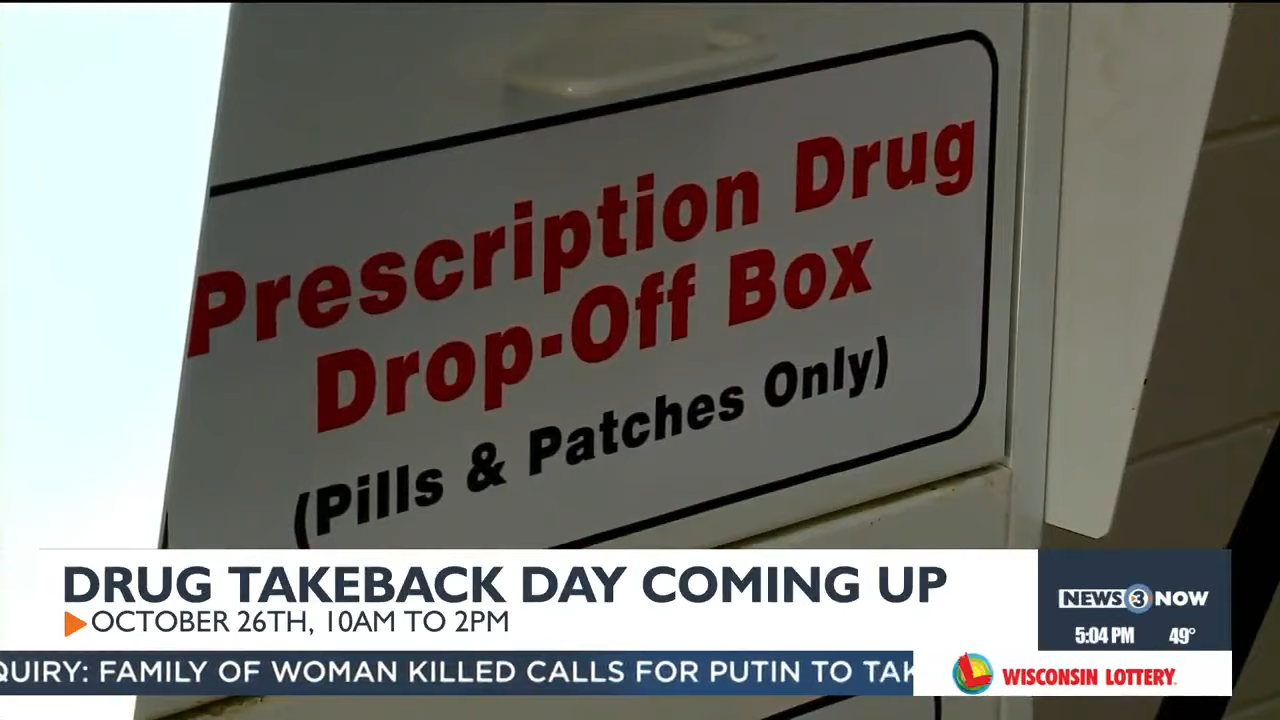 Prescription Drug
Drop-Off Box
(Pills & Patches Only)
DRUG TAKEBACK DAY COMING UP
OCTOBER 26TH, 10AM TO 2PM
NEWS 3 NOW
5:04 PM 49°
QUIRY: FAMILY OF WOMAN KILLED CALLS FOR PUTIN TO TAK
WISCONSIN LOTTERY